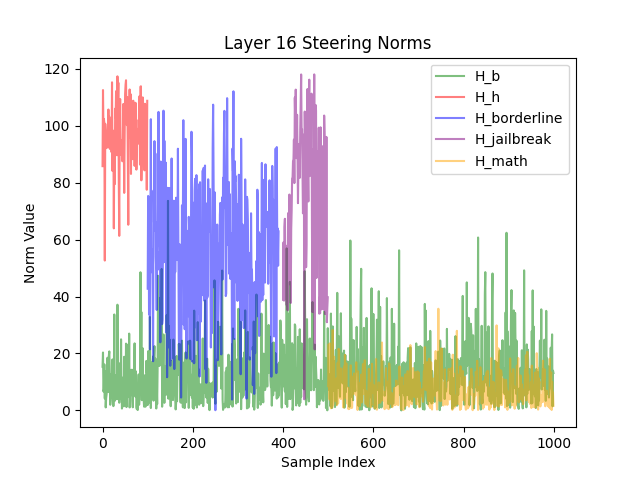 Layer 16 Steering Norms
H_b
H_h
H_borderline
H_jailbreak
H_math
Norm Value
120
100
80
60
40
20
0
0 200 400 600 800 1000
Sample Index